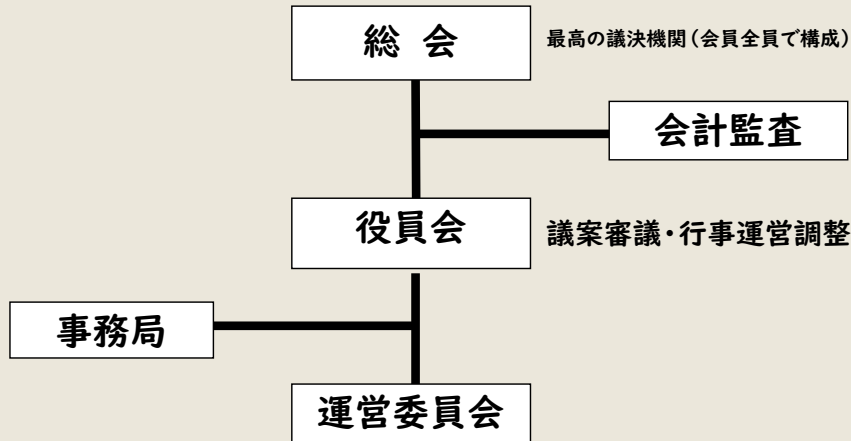 総 会
最高の議決機関(会員全員で構成)
会計監査
役員会
議案審議・行事運営調整
事務局
運営委員会